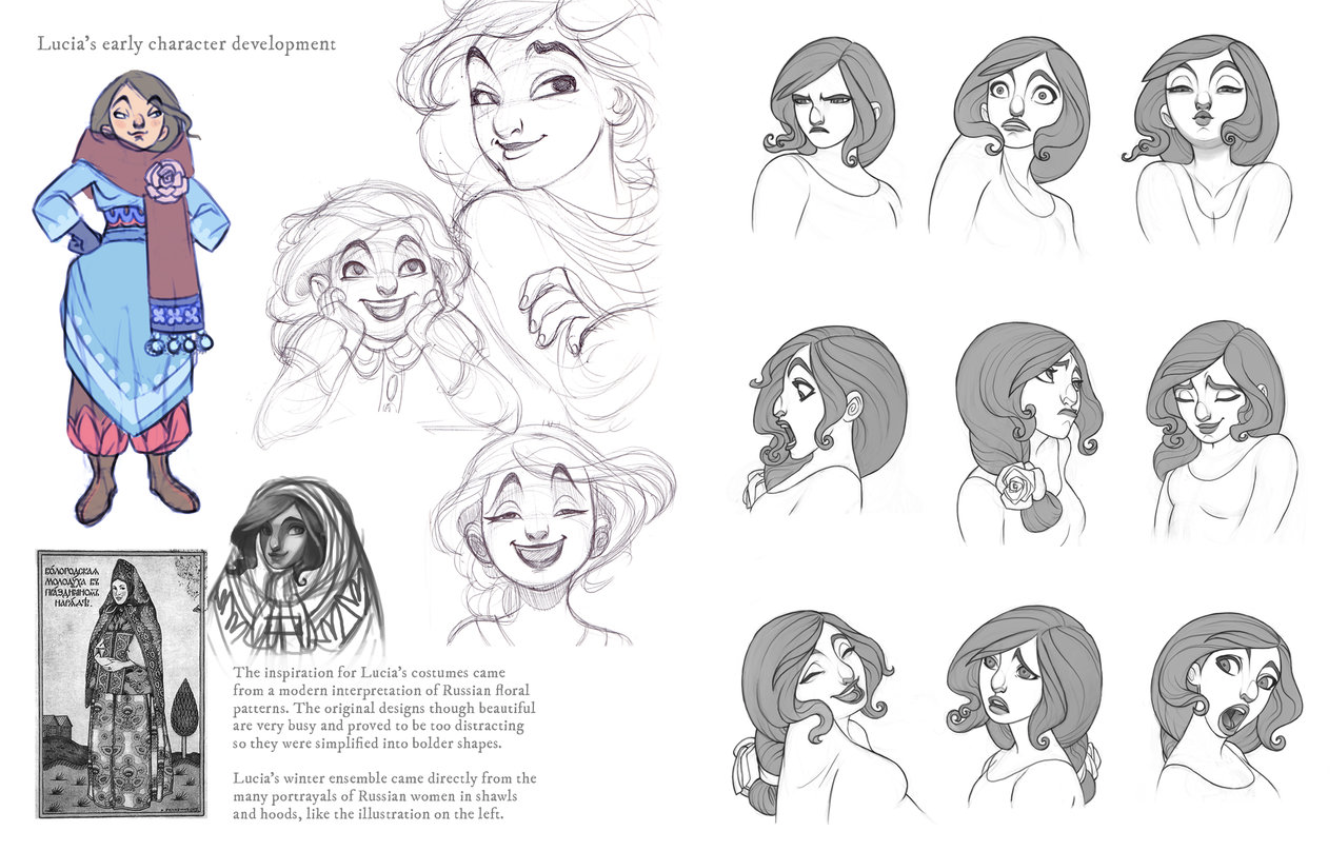 Lucia's early character development
БОГОРОДСКАЯ
МОЛОДУХА ВЪ
The inspiration for Lucia's costumes came
from a modern interpretation of Russian floral
patterns. The original designs though beautiful
are very busy and proved to be too distracting
so they were simplified into bolder shapes.
Lucia's winter ensemble came directly from the
many portrayals of Russian women in shawls
and hoods, like the illustration on the left.